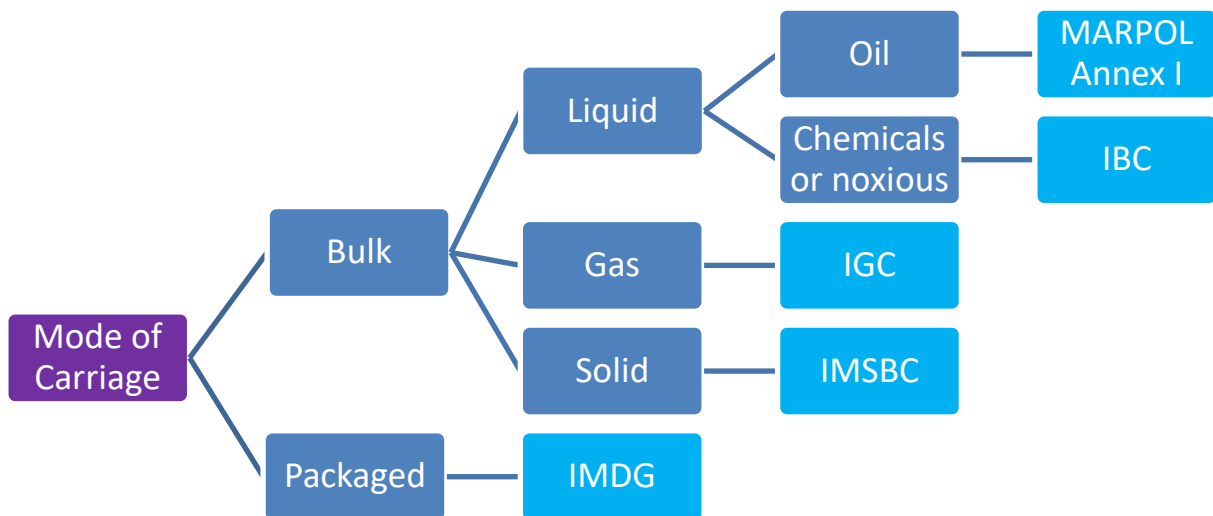 Oil
MARPOL
Annex I
Liquid
Chemicals
or noxious
IBC
Bulk
Gas
IGC
Mode of
Carriage
Solid
IMSBC
Packaged
IMDG